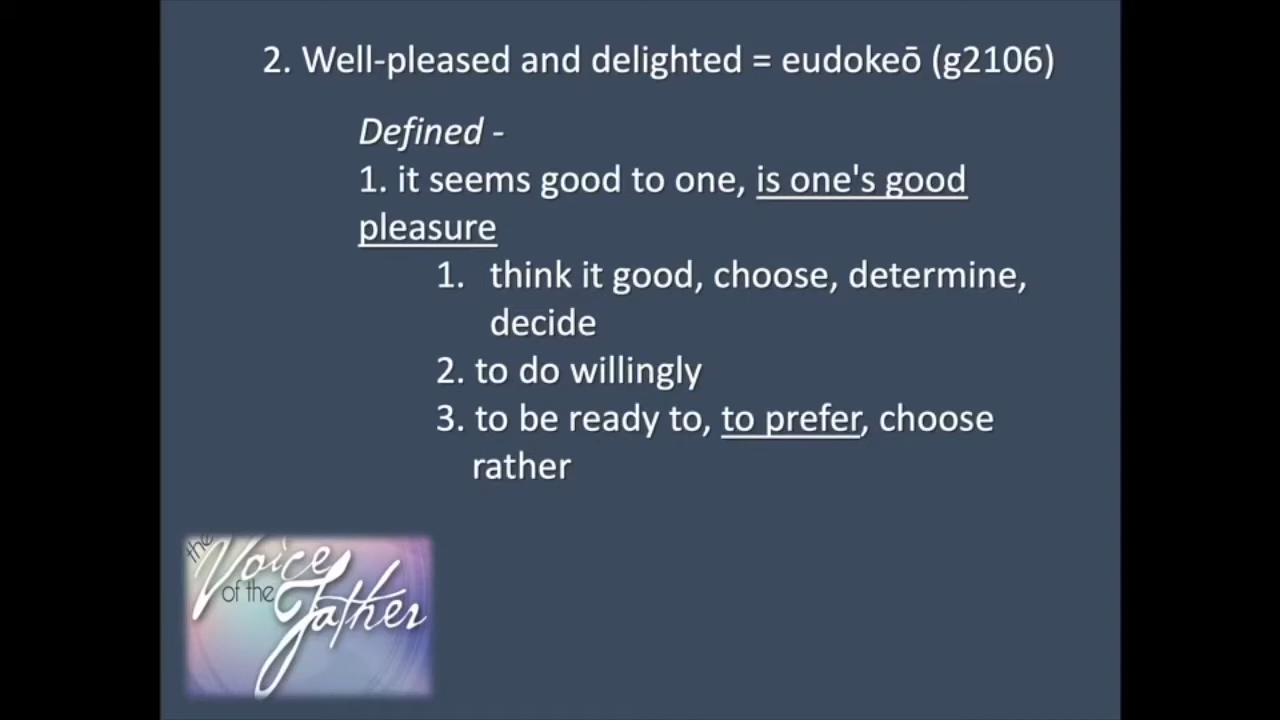 2. Well-pleased and delighted = eudokeō (g2106)
Defined -
1. it seems good to one, is one's good
pleasure
1. think it good, choose, determine,
decide
2. to do willingly
3. to be ready to, to prefer, choose
rather
the
Voice
of the
Father